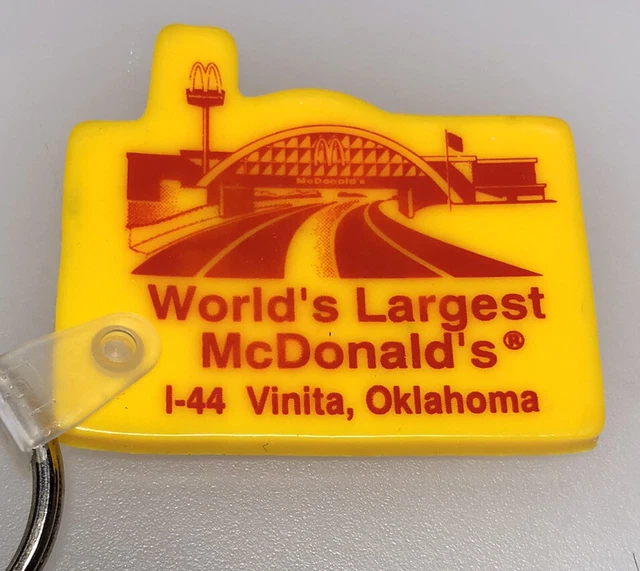 McDonald's
World's Largest
McDonald's®
I-44 Vinita, Oklahoma